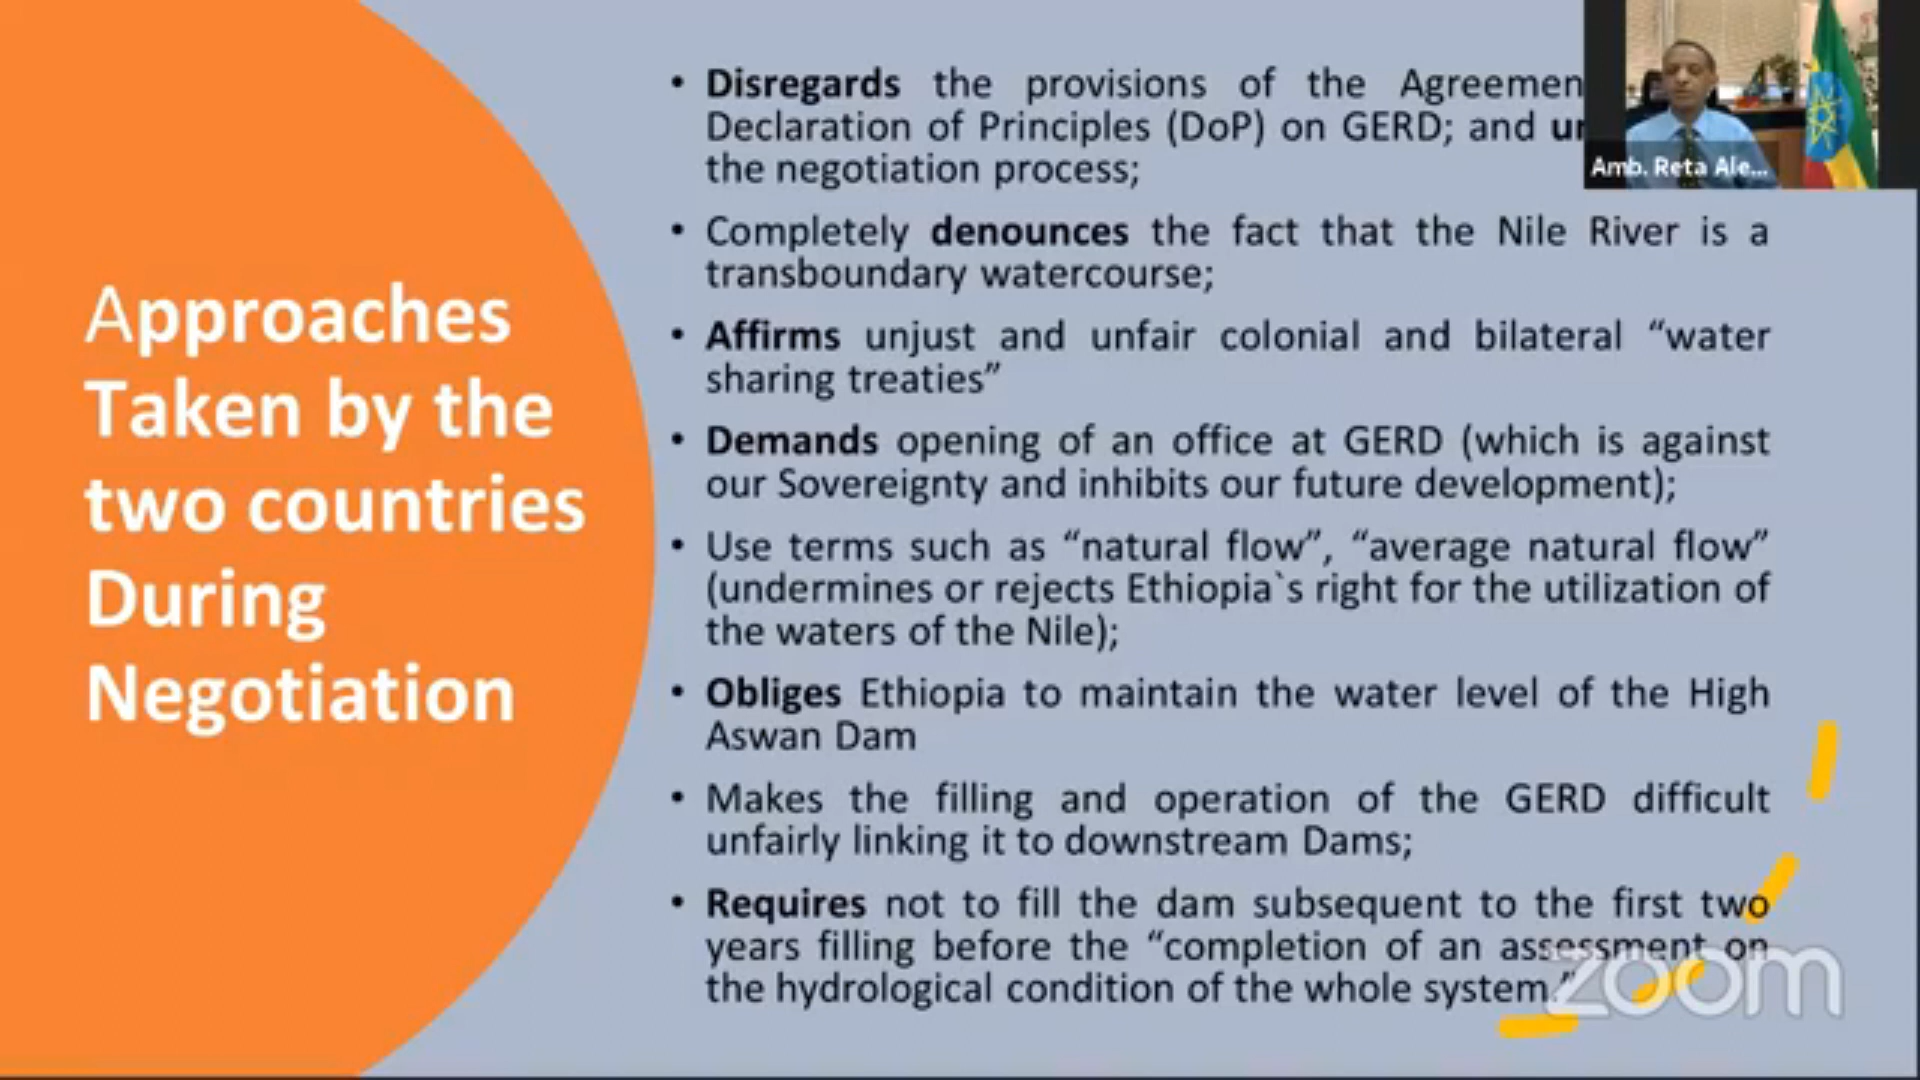 Approaches
Taken by the
two countries
During
Negotiation
• Disregards the provisions of the
Declaration of Principles (DoP) on GERD; and
the negotiation process;
• Completely denounces the fact that the Nile River is a
transboundary watercourse;
• Affirms unjust and unfair colonial and bilateral “water
sharing treaties”
• Demands opening of an office at GERD (which is against
our Sovereignty and inhibits our future development);
• Use terms such as “natural flow”, “average natural flow”
(undermines or rejects Ethiopia`s right for the utilization of
the waters of the Nile);
• Obliges Ethiopia to maintain the water level of the High
Aswan Dam
• Makes the filling and operation of the GERD difficult
unfairly linking it to downstream Dams;
• Requires not to fill the dam subsequent to the first two
years filling before the “completion of an assessment on
the hydrological condition of the whole system.”
Amb. Reta Ale...
zoom